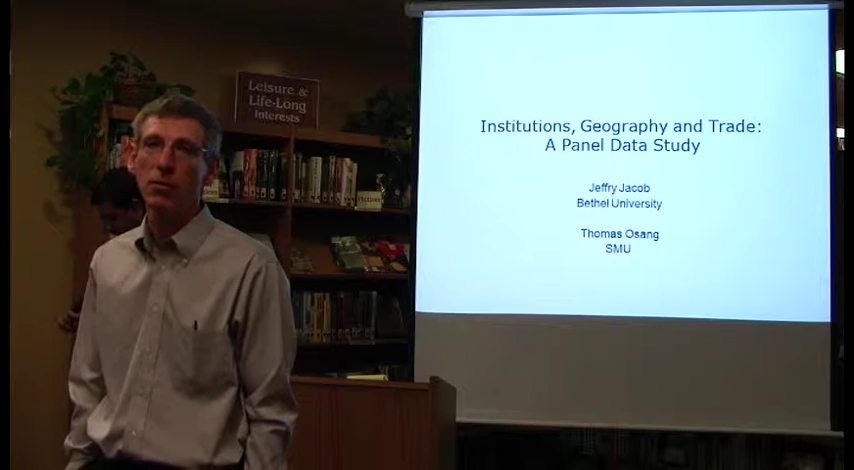 Leisure &
Life-Long
Interests
Institutions, Geography and Trade:
A Panel Data Study
Jeffry Jacob
Bethel University
Thomas Osang
SMU